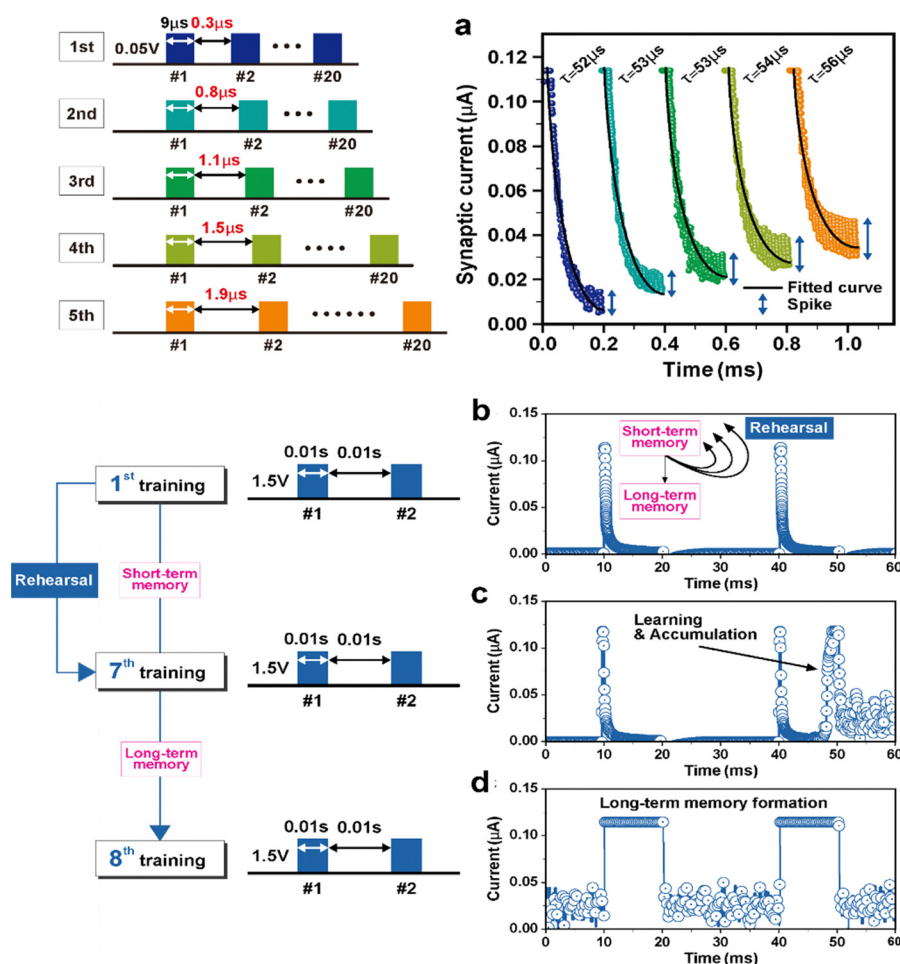 9μs 0.3μs
1st
0.05V
#1 #2 #20
0.8μs
2nd
#1 #2 #20
1.1μs
3rd
#1 #2 #20
1.5μs
4th
#1 #2 #20
1.9μs
5th
#1 #2 #20
a
τ=52μs τ=53μs τ=53μs τ=54μs τ=56μs
Synaptic current (μA)
0.12
0.10
0.08
0.06
0.04
0.02
0.00
Fitted curve
Spike
0.0 0.2 0.4 0.6 0.8 1.0
Time (ms)
1st training
0.01s 0.01s
1.5V
#1 #2
Rehearsal
Short-term
memory
7th training
0.01s 0.01s
1.5V
#1 #2
Long-term
memory
8th training
0.01s 0.01s
1.5V
#1 #2
b
Current (μA)
0.15
0.10
0.05
0.00
Short-term
memory
Rehearsal
Long-term
memory
0 10 20 30 40 50 60
Time (ms)
c
Current (μA)
0.15
0.10
0.05
0.00
Learning
& Accumulation
0 10 20 30 40 50 60
Time (ms)
d
Current (μA)
0.15
0.10
0.05
0.00
Long-term memory formation
0 10 20 30 40 50 60
Time (ms)